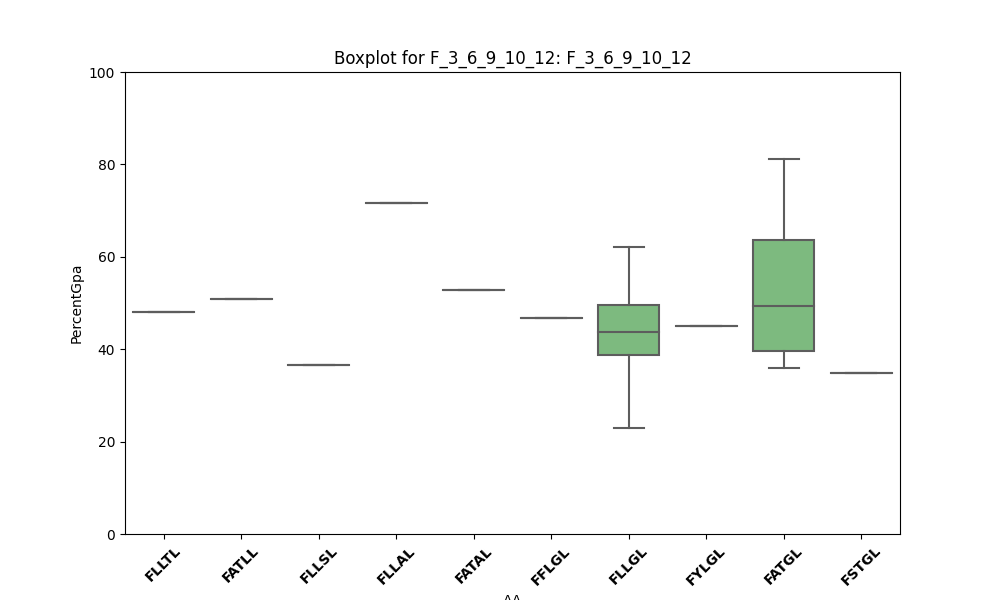 Boxplot for F_3_6_9_10_12: F_3_6_9_10_12
100
80
60
40
20
0
PercentGpa
FLLTL
FATLL
FLLSL
FLLAL
FATAL
FFLGL
FLLGL
FYLGL
FATGL
FSTGL